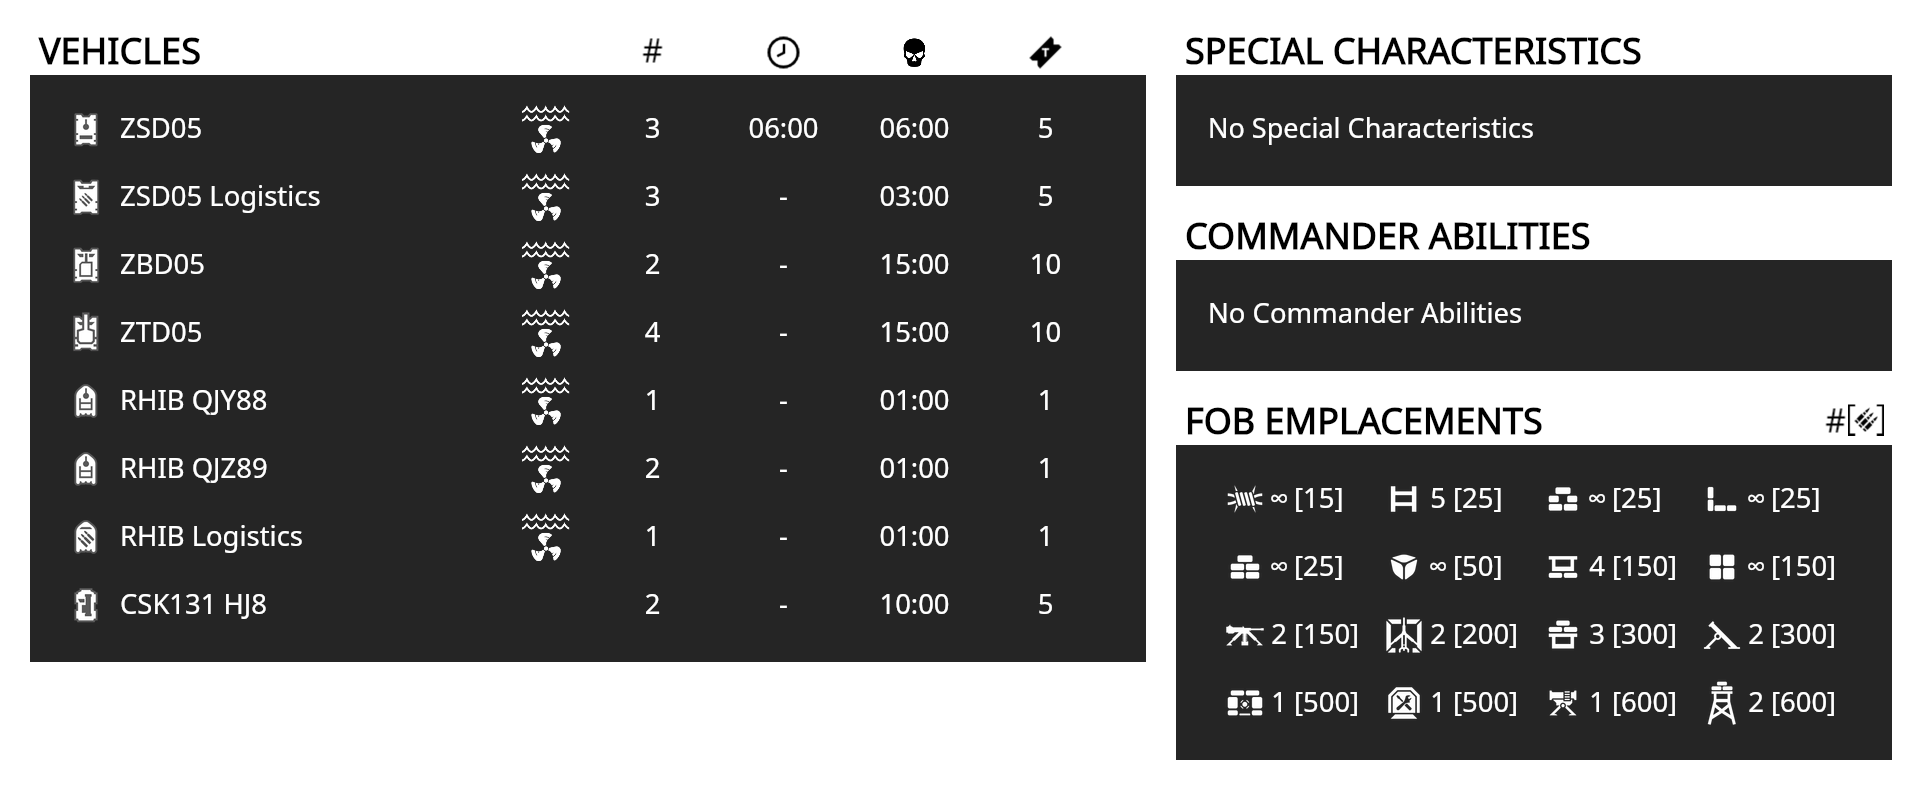 VEHICLES #
ZSD05 3 06:00 06:00 5
ZSD05 Logistics 3 - 03:00 5
ZBD05 2 - 15:00 10
ZTD05 4 - 15:00 10
RHIB QJY88 1 - 01:00 1
RHIB QJZ89 2 - 01:00 1
RHIB Logistics 1 - 01:00 1
CSK131 HJ8 2 - 10:00 5
SPECIAL CHARACTERISTICS
No Special Characteristics
COMMANDER ABILITIES
No Commander Abilities
FOB EMPLACEMENTS #[]
∞ [15] 5 [25] ∞ [25] ∞ [25]
∞ [25] ∞ [50] 4 [150] ∞ [150]
2 [150] 2 [200] 3 [300] 2 [300]
1 [500] 1 [500] 1 [600] 2 [600]